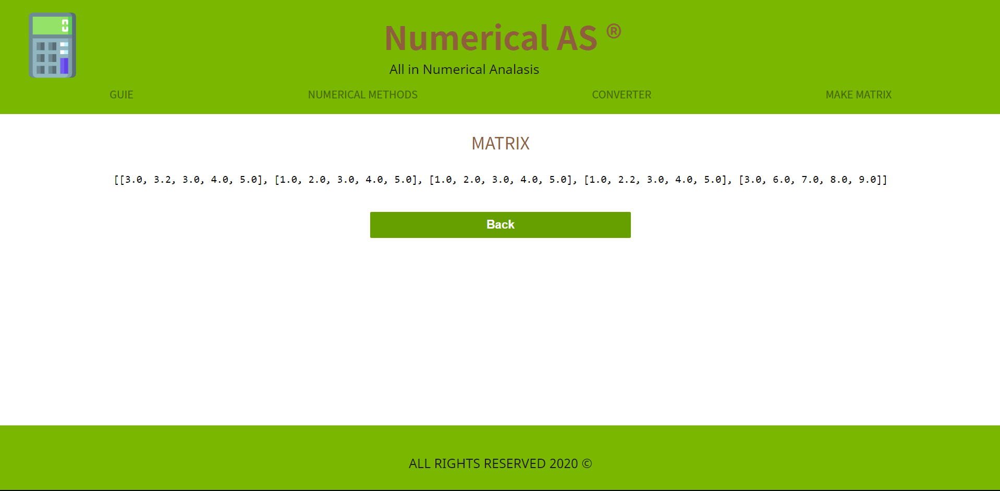 Numerical AS ®
All in Numerical Analasis
GUIE NUMERICAL METHODS CONVERTER MAKE MATRIX
MATRIX
[[3.0, 3.2, 3.0, 4.0, 5.0], [1.0, 2.0, 3.0, 4.0, 5.0], [1.0, 2.0, 3.0, 4.0, 5.0], [1.0, 2.2, 3.0, 4.0, 5.0], [3.0, 6.0, 7.0, 8.0, 9.0]]
Back
ALL RIGHTS RESERVED 2020 ©